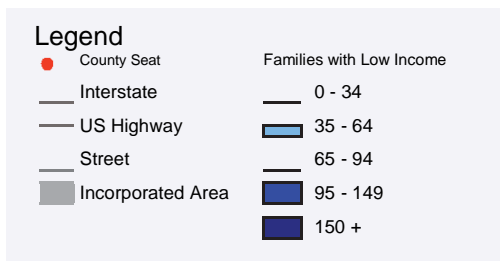 Legend
County Seat
Interstate
US Highway
Street
Incorporated Area
Families with Low Income
0 - 34
35 - 64
65 - 94
95 - 149
150 +